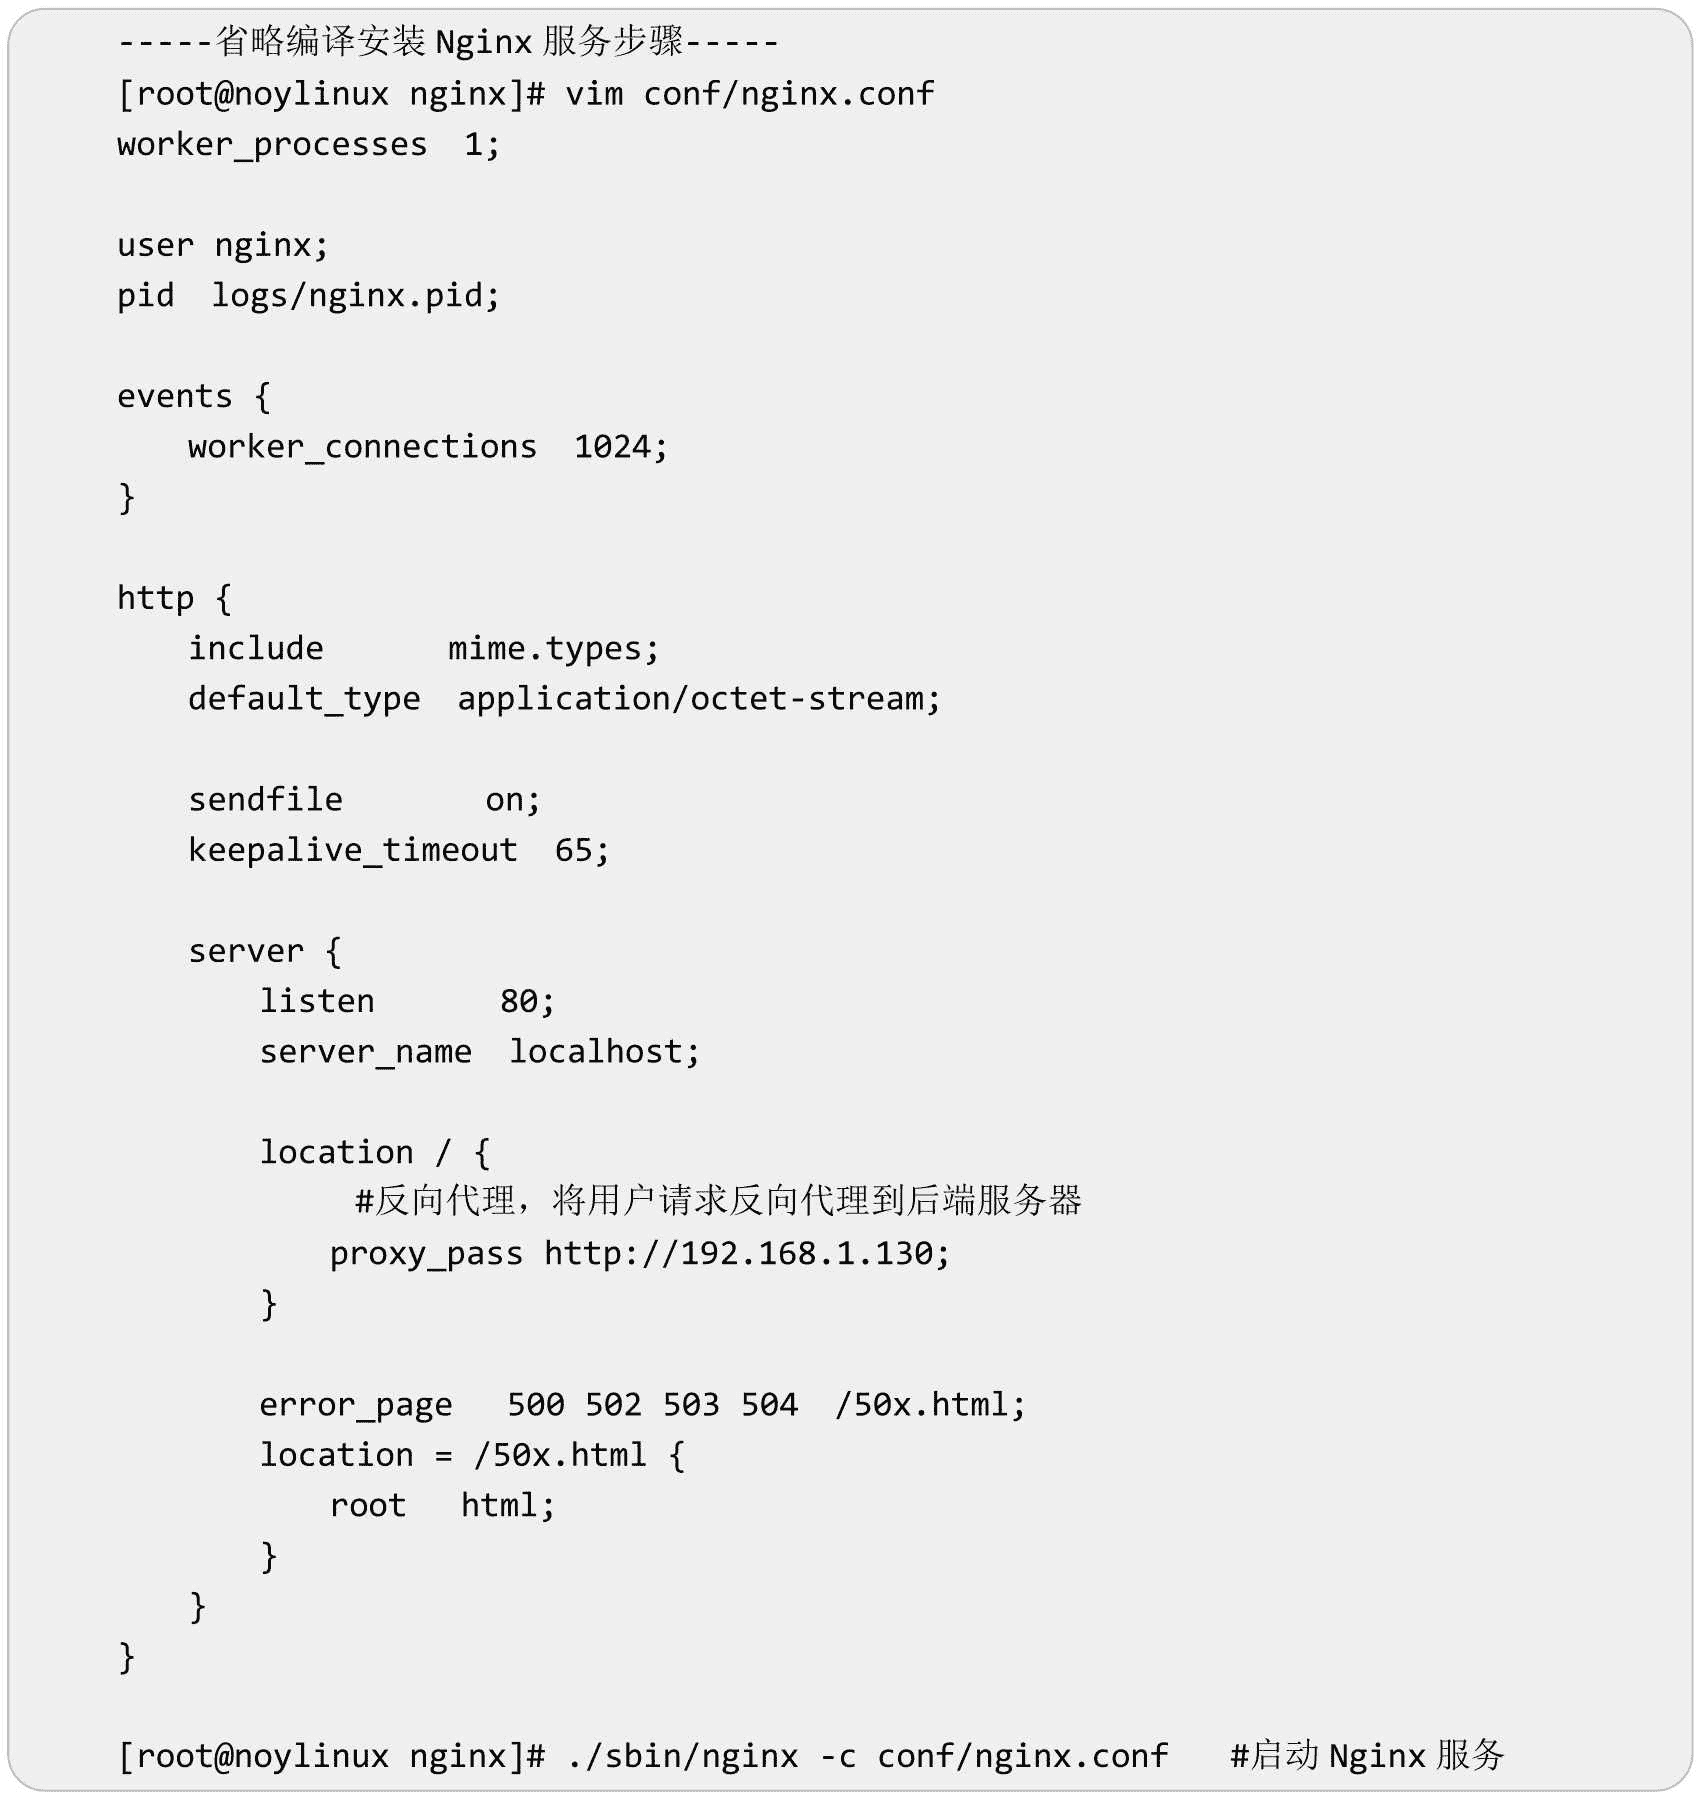 -----省略编译安装 Nginx 服务步骤-----
[root@noylinux nginx]# vim conf/nginx.conf
worker_processes  1;

user nginx;
pid  logs/nginx.pid;

events {
    worker_connections  1024;
}

http {
    include       mime.types;
    default_type  application/octet-stream;

    sendfile        on;
    keepalive_timeout  65;

    server {
        listen       80;
        server_name  localhost;

        location / {
             #反向代理，将用户请求反向代理到后端服务器
            proxy_pass http://192.168.1.130;
        }

        error_page   500 502 503 504  /50x.html;
        location = /50x.html {
            root   html;
        }
    }
}

[root@noylinux nginx]# ./sbin/nginx -c conf/nginx.conf   #启动 Nginx 服务